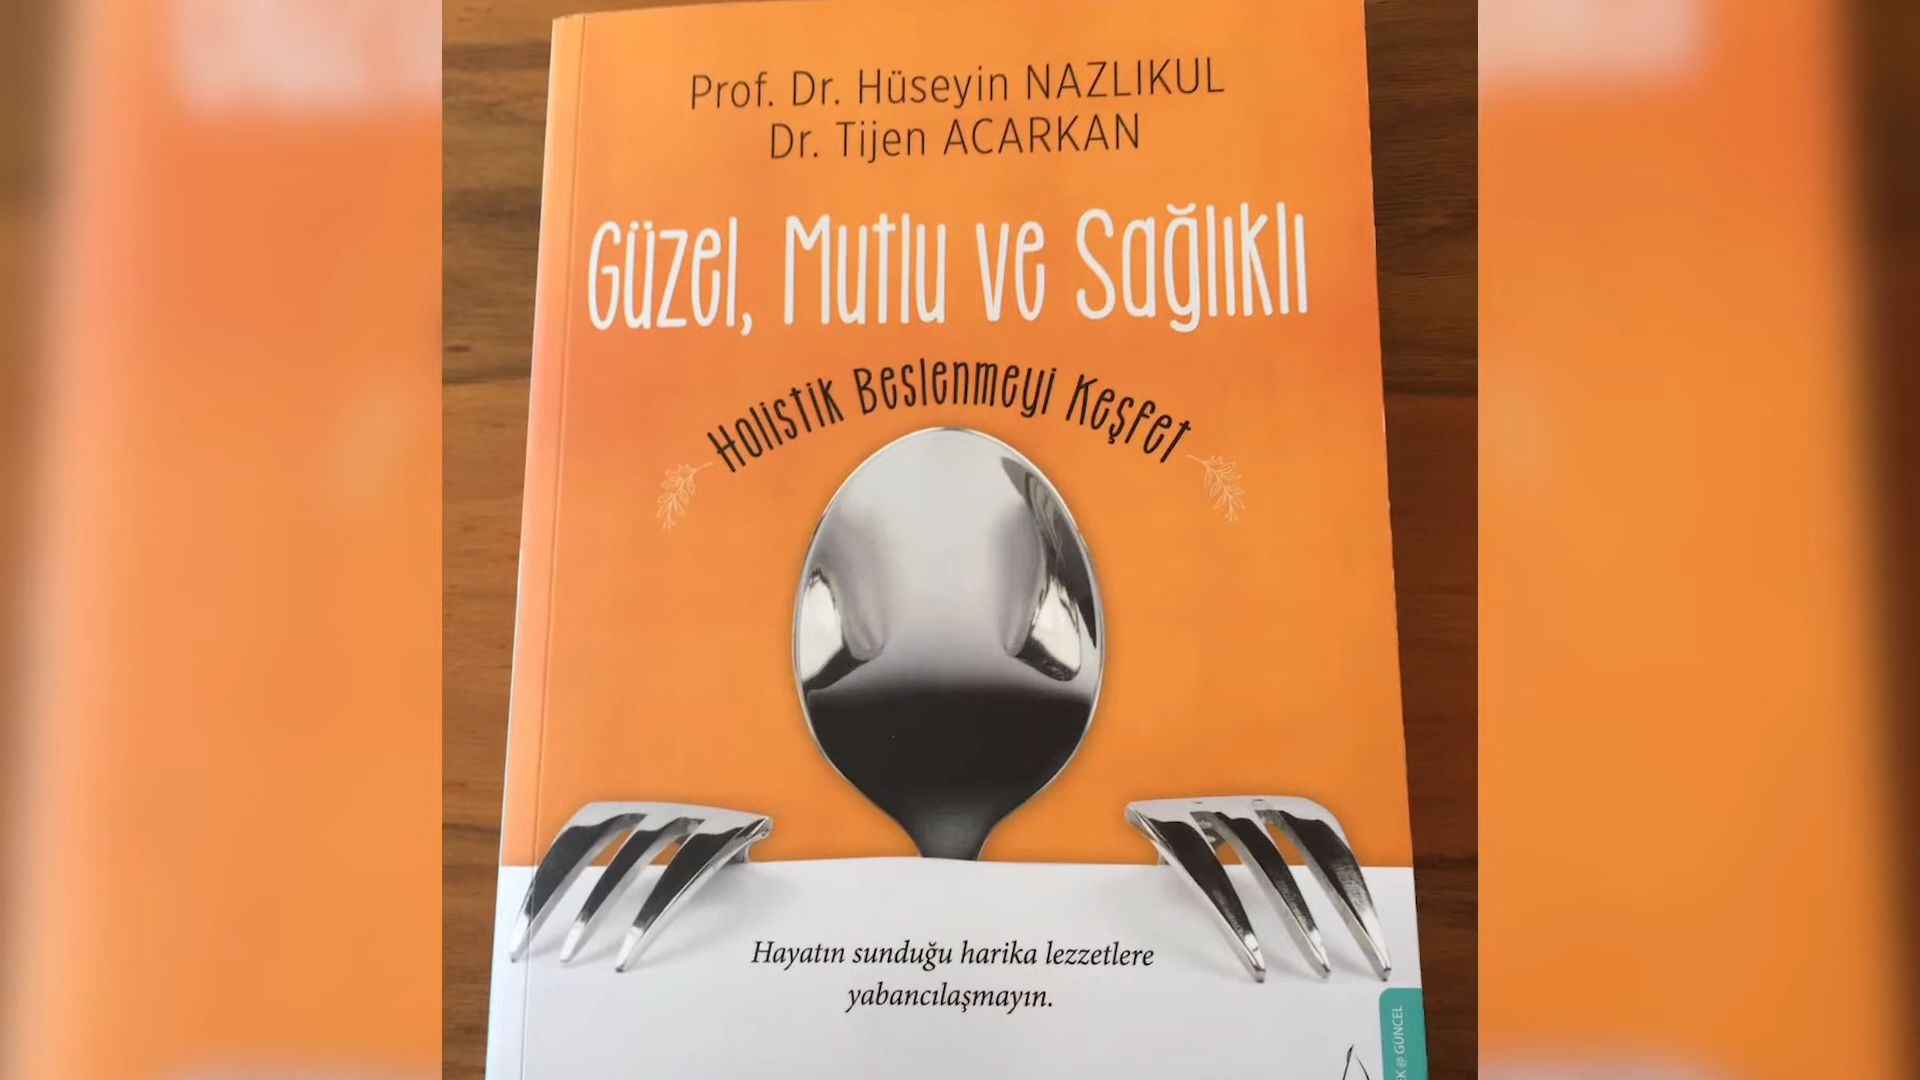 Prof. Dr. Hüseyin NAZLIKUL
Dr. Tijen ACARKAN
Güzel, Mutlu ve Sağlıklı
Holistik Beslenmeyi Keşfet
Hayatın sunduğu harika lezzetlere
yabancılaşmayın.
@ GÜNCEL